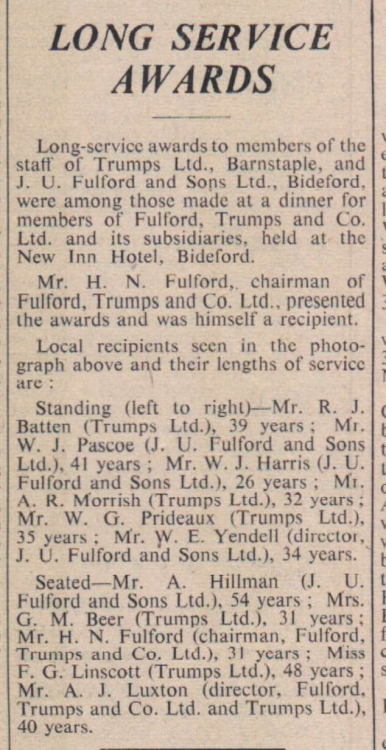 LONG SERVICE
AWARDS
Long-service awards to members of the
staff of Trumps Ltd., Barnstaple, and
J. U. Fulford and Sons Ltd., Bideford,
were among those made at a dinner for
members of Fulford, Trumps and Co.
Ltd. and its subsidiaries, held at the
New Inn Hotel, Bideford.
Mr. H. N. Fulford, chairman of
Fulford, Trumps and Co. Ltd., presented
the awards and was himself a recipient.
Local recipients seen in the photo-
graph above and their lengths of service
are :
Standing (left to right)—Mr. R. J.
Batten (Trumps Ltd.), 39 years ; Mr.
W. J. Pascoe (J. U. Fulford and Sons
Ltd.), 41 years ; Mr. W. J. Harris (J. U.
Fulford and Sons Ltd.), 26 years ; Mr.
A. R. Morrish (Trumps Ltd.), 32 years ;
Mr. W. G. Prideaux (Trumps Ltd.),
35 years ; Mr. W. E. Yendell (director,
J. U. Fulford and Sons Ltd.), 34 years.
Seated—Mr. A. Hillman (J. U.
Fulford and Sons Ltd.), 54 years ; Mrs.
G. M. Beer (Trumps Ltd.), 31 years ;
Mr. H. N. Fulford (chairman, Fulford,
Trumps and Co. Ltd.), 31 years ; Miss
F. G. Linscott (Trumps Ltd.), 48 years ;
Mr. A. J. Luxton (director, Fulford,
Trumps and Co. Ltd. and Trumps Ltd.),
40 years.